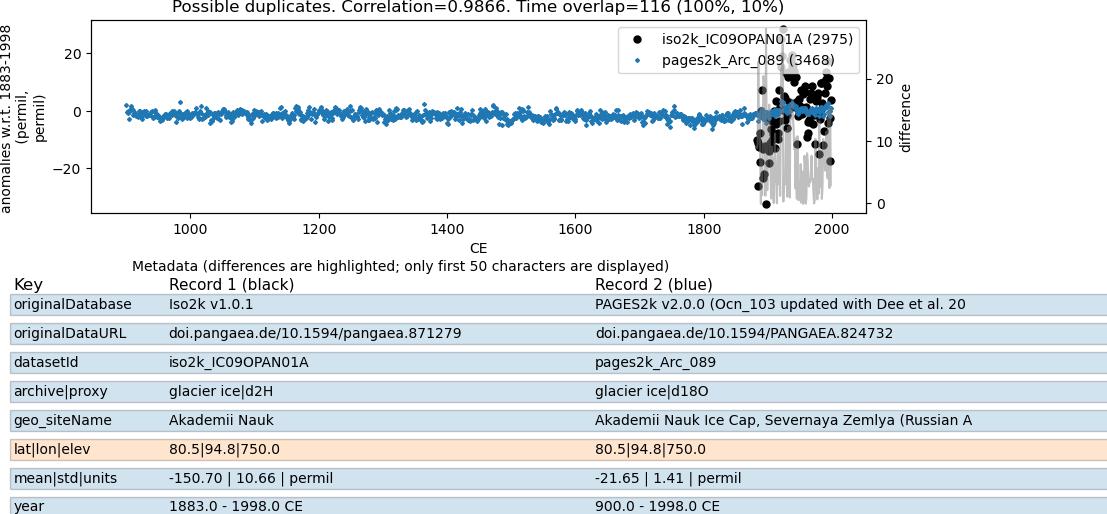 Possible duplicates. Correlation=0.9866. Time overlap=116 (100%, 10%)
anomalies w.r.t. 1883-1998
(permil,
permil)
20
0
−20
iso2k_IC09OPAN01A (2975)
pages2k_Arc_089 (3468)
20
10
0
difference
1000 1200 1400 1600 1800 2000
CE
Metadata (differences are highlighted; only first 50 characters are displayed)
Key Record 1 (black) Record 2 (blue)
originalDatabase Iso2k v1.0.1 PAGES2k v2.0.0 (Ocn_103 updated with Dee et al. 20
originalDataURL doi.pangaea.de/10.1594/pangaea.871279 doi.pangaea.de/10.1594/PANGAEA.824732
datasetId iso2k_IC09OPAN01A pages2k_Arc_089
archive|proxy glacier ice|d2H glacier ice|d18O
geo_siteName Akademii Nauk Akademii Nauk Ice Cap, Severnaya Zemlya (Russian A
lat|lon|elev 80.5|94.8|750.0 80.5|94.8|750.0
mean|std|units -150.70 | 10.66 | permil -21.65 | 1.41 | permil
year 1883.0 - 1998.0 CE 900.0 - 1998.0 CE